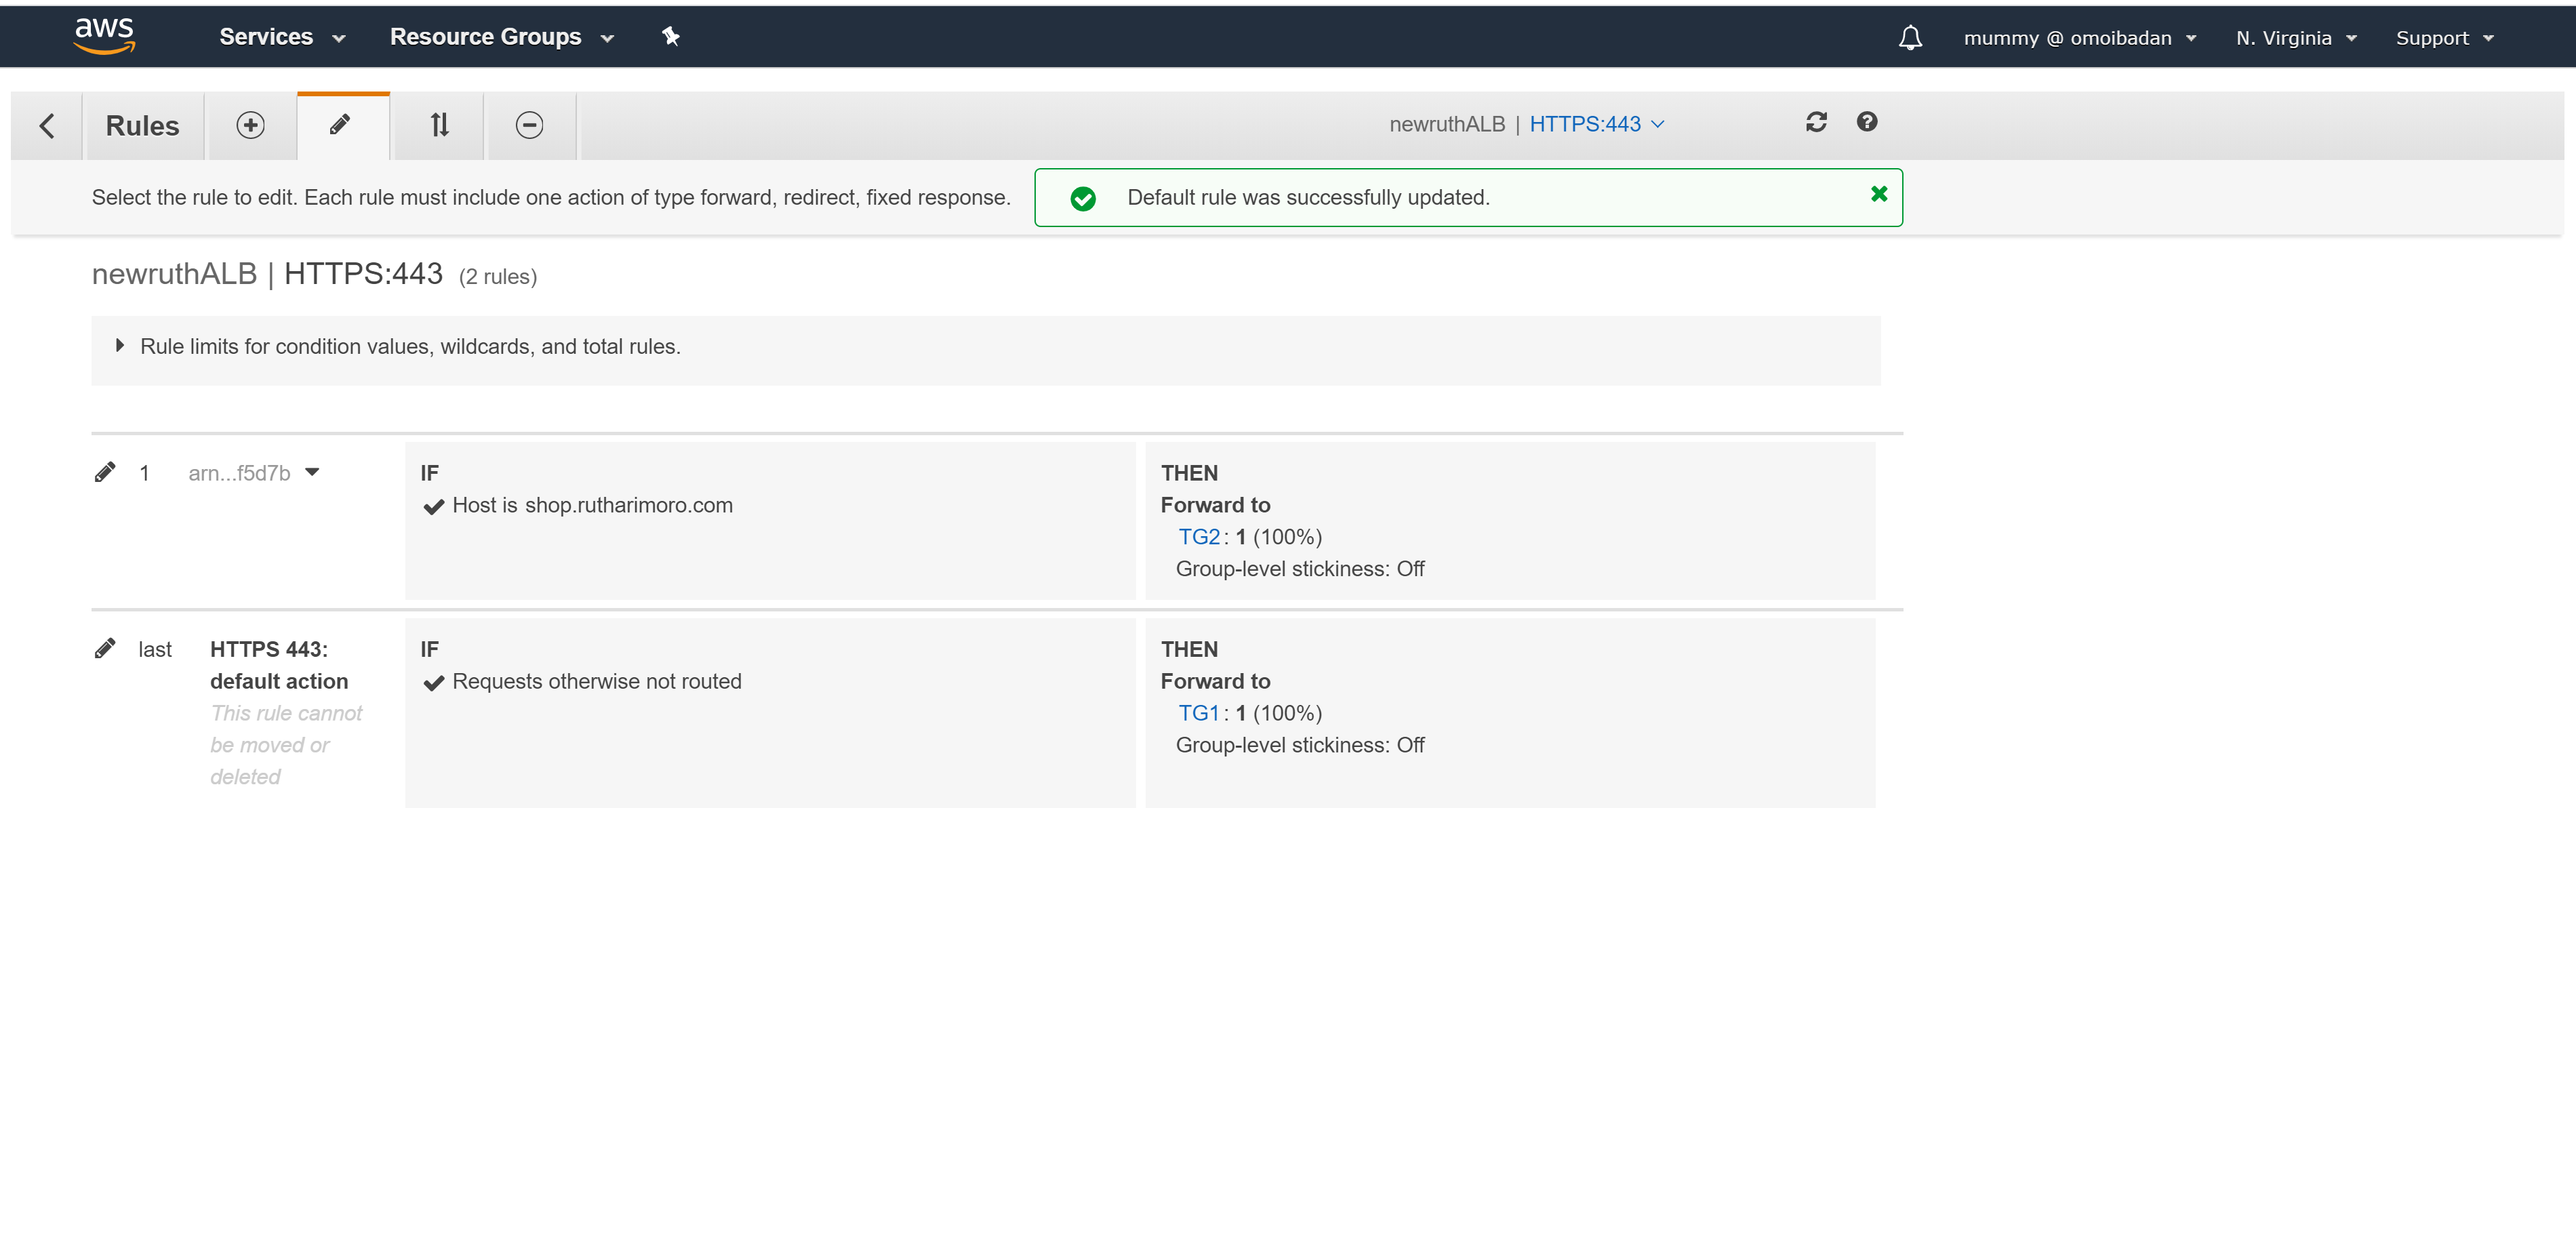 aws Services Resource Groups mummy @ omoibadan N. Virginia Support
Rules newruthALB | HTTPS:443
Select the rule to edit. Each rule must include one action of type forward, redirect, fixed response.
Default rule was successfully updated.
newruthALB | HTTPS:443 (2 rules)
Rule limits for condition values, wildcards, and total rules.
1 arn...f5d7b
IF
Host is shop.rutharimoro.com
THEN
Forward to
TG2: 1 (100%)
Group-level stickiness: Off
last
HTTPS 443:
default action
This rule cannot
be moved or
deleted
IF
Requests otherwise not routed
THEN
Forward to
TG1: 1 (100%)
Group-level stickiness: Off